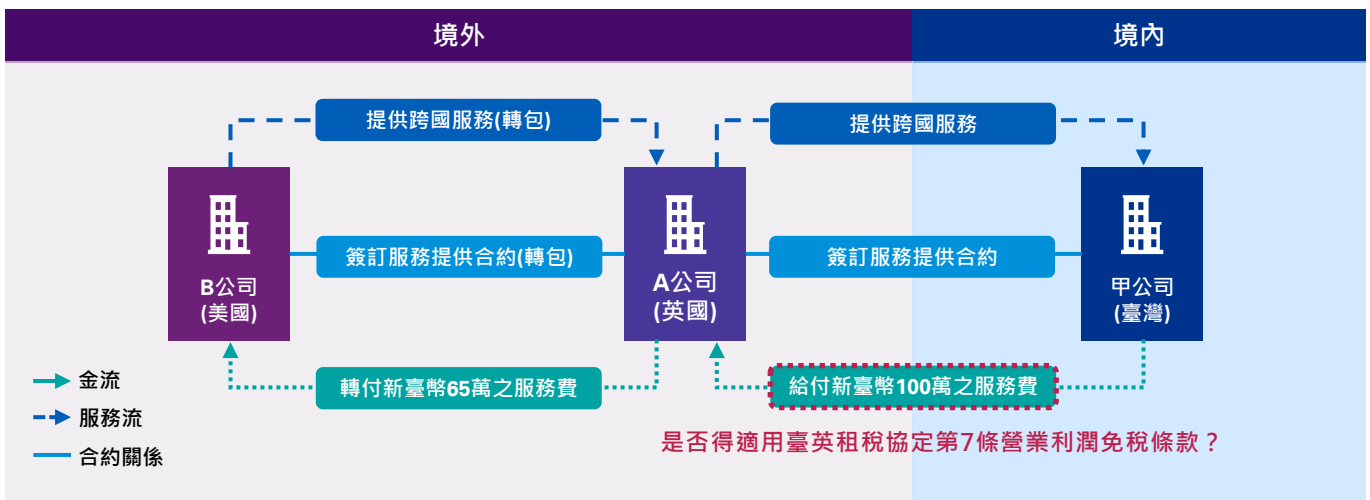 境外
境內
提供跨國服務(轉包)
提供跨國服務
B公司
(美國)
簽訂服務提供合約(轉包)
A公司
(英國)
簽訂服務提供合約
甲公司
(臺灣)
金流
轉付新臺幣65萬之服務費
給付新臺幣100萬之服務費
服務流
是否得適用臺英租稅協定第7條營業利潤免稅條款？
合約關係